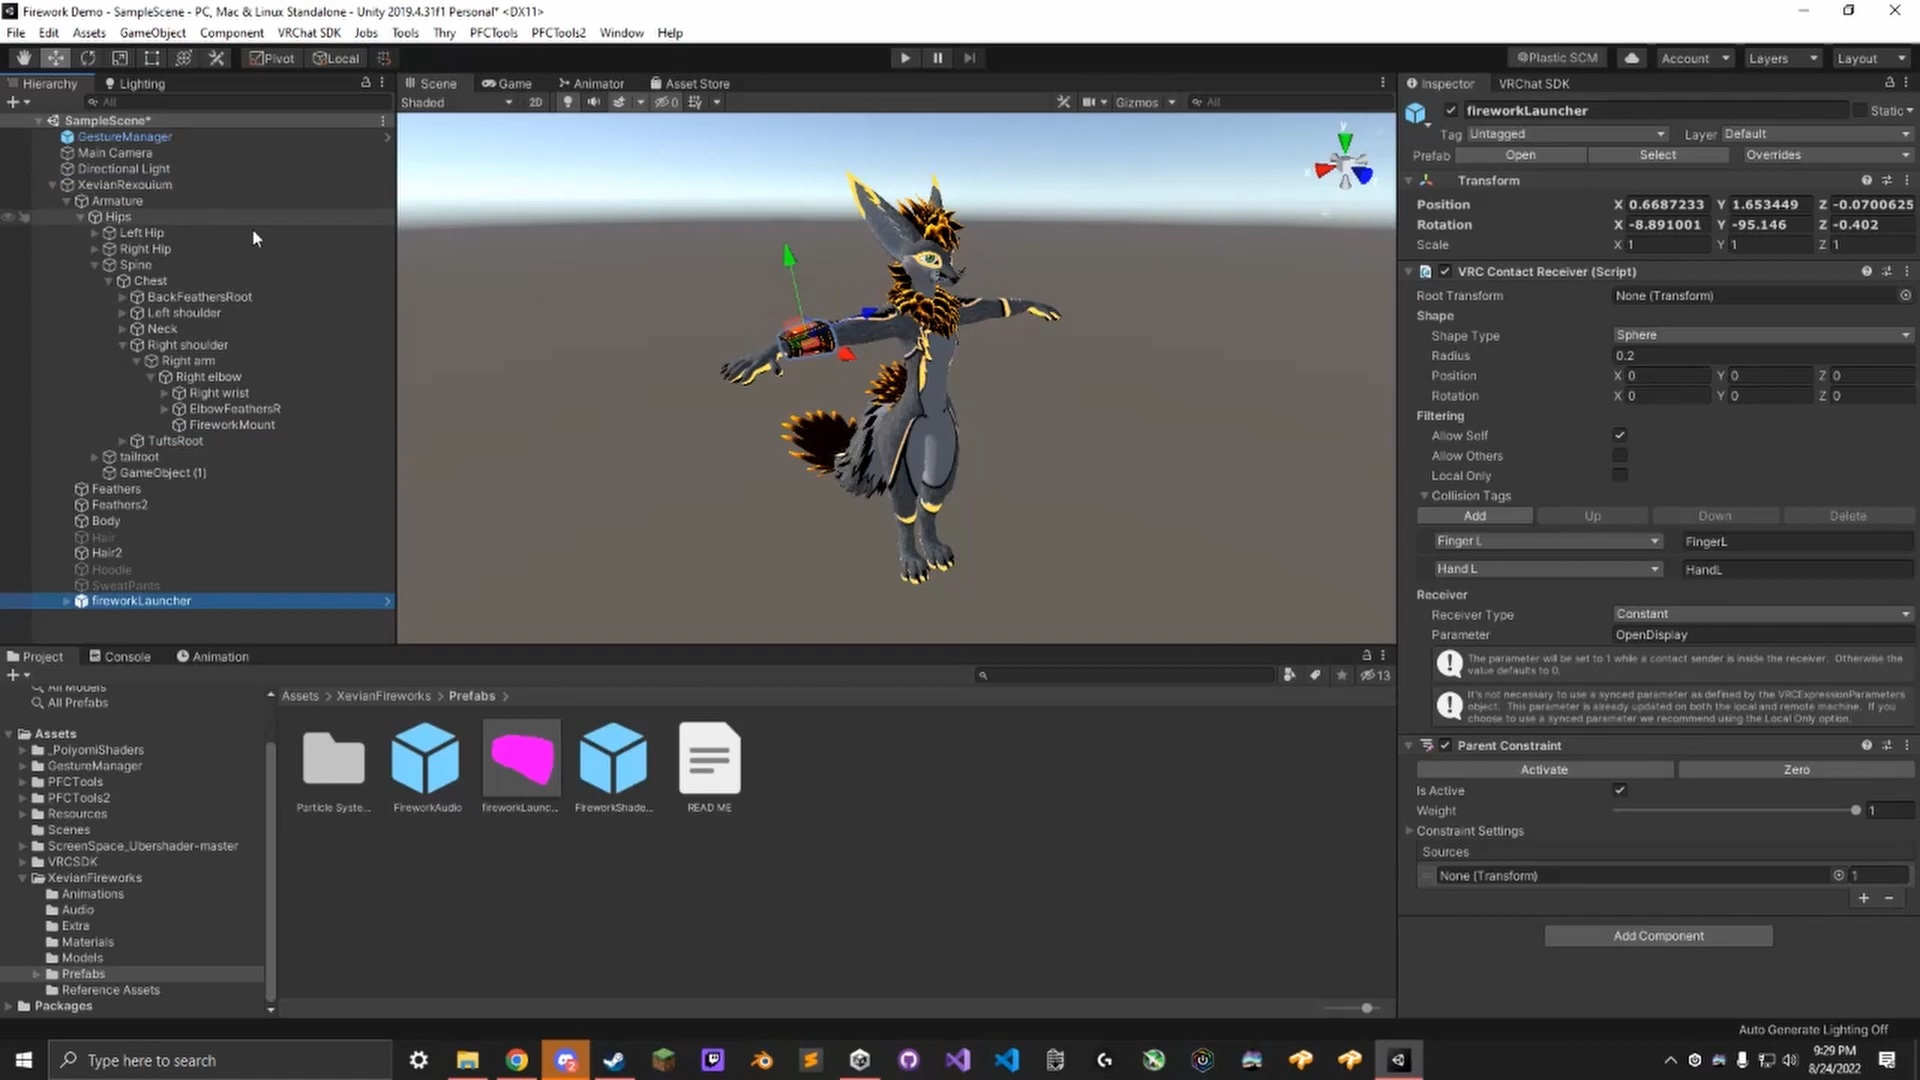 Firework Demo - SampleScene - PC, Mac & Linux Standalone - Unity 2019.4.31f1 Personal* <DX11>
File Edit Assets GameObject Component VRChat SDK Jobs Tools Thry PFCTools PFCTools2 Window Help
Pivot Local Plastic SCM Account Layers Layout
Hierarchy Lighting
All
SampleScene*
GestureManager
Main Camera
Directional Light
XevianRexouium
Armature
Hips
Left Hip
Right Hip
Spine
Chest
BackFeathersRoot
Left shoulder
Neck
Right shoulder
Right arm
Right elbow
Right wrist
ElbowFeathersR
FireworkMount
TuftsRoot
tailroot
GameObject (1)
Feathers
Feathers2
Body
Hair
Hair2
Hoodie
SweatPants
fireworkLauncher
Scene Game Animator Asset Store
Shaded 2D 0 Gizmos All
y
x
Inspector VRChat SDK
fireworkLauncher Static
Tag Untagged Layer Default
Prefab Open Select Overrides
Transform
Position X 0.6687233 Y 1.653449 Z -0.0700625
Rotation X -8.891001 Y -95.146 Z -0.402
Scale X 1 Y 1 Z 1
VRC Contact Receiver (Script)
Root Transform None (Transform)
Shape
Shape Type Sphere
Radius 0.2
Position X 0 Y 0 Z 0
Rotation X 0 Y 0 Z 0
Filtering
Allow Self
Allow Others
Local Only
Collision Tags
Add Up Down Delete
Finger L FingerL
Hand L HandL
Receiver
Receiver Type Constant
Parameter OpenDisplay
The parameter will be set to 1 while a contact sender is inside the receiver. Otherwise the
value defaults to 0.
It's not necessary to use a synced parameter as defined by the VRCExpressionParameters
object. This parameter is already updated on both the local and remote machine. If you
choose to use a synced parameter we recommend using the Local Only option.
Parent Constraint
Activate Zero
Is Active
Weight 1
Constraint Settings
Sources
None (Transform) 1
Add Component
Project Console Animation
13
All Models
All Prefabs
Assets
_PoiyomiShaders
GestureManager
PFCTools
PFCTools2
Resources
Scenes
ScreenSpace_Ubershader-master
VRCSDK
XevianFireworks
Animations
Audio
Extra
Materials
Models
Prefabs
Reference Assets
Packages
Assets > XevianFireworks > Prefabs >
Particle Syste... FireworkAudio fireworkLaunc... FireworkShade... READ ME
Auto Generate Lighting Off
Type here to search
9:29 PM
8/24/2022